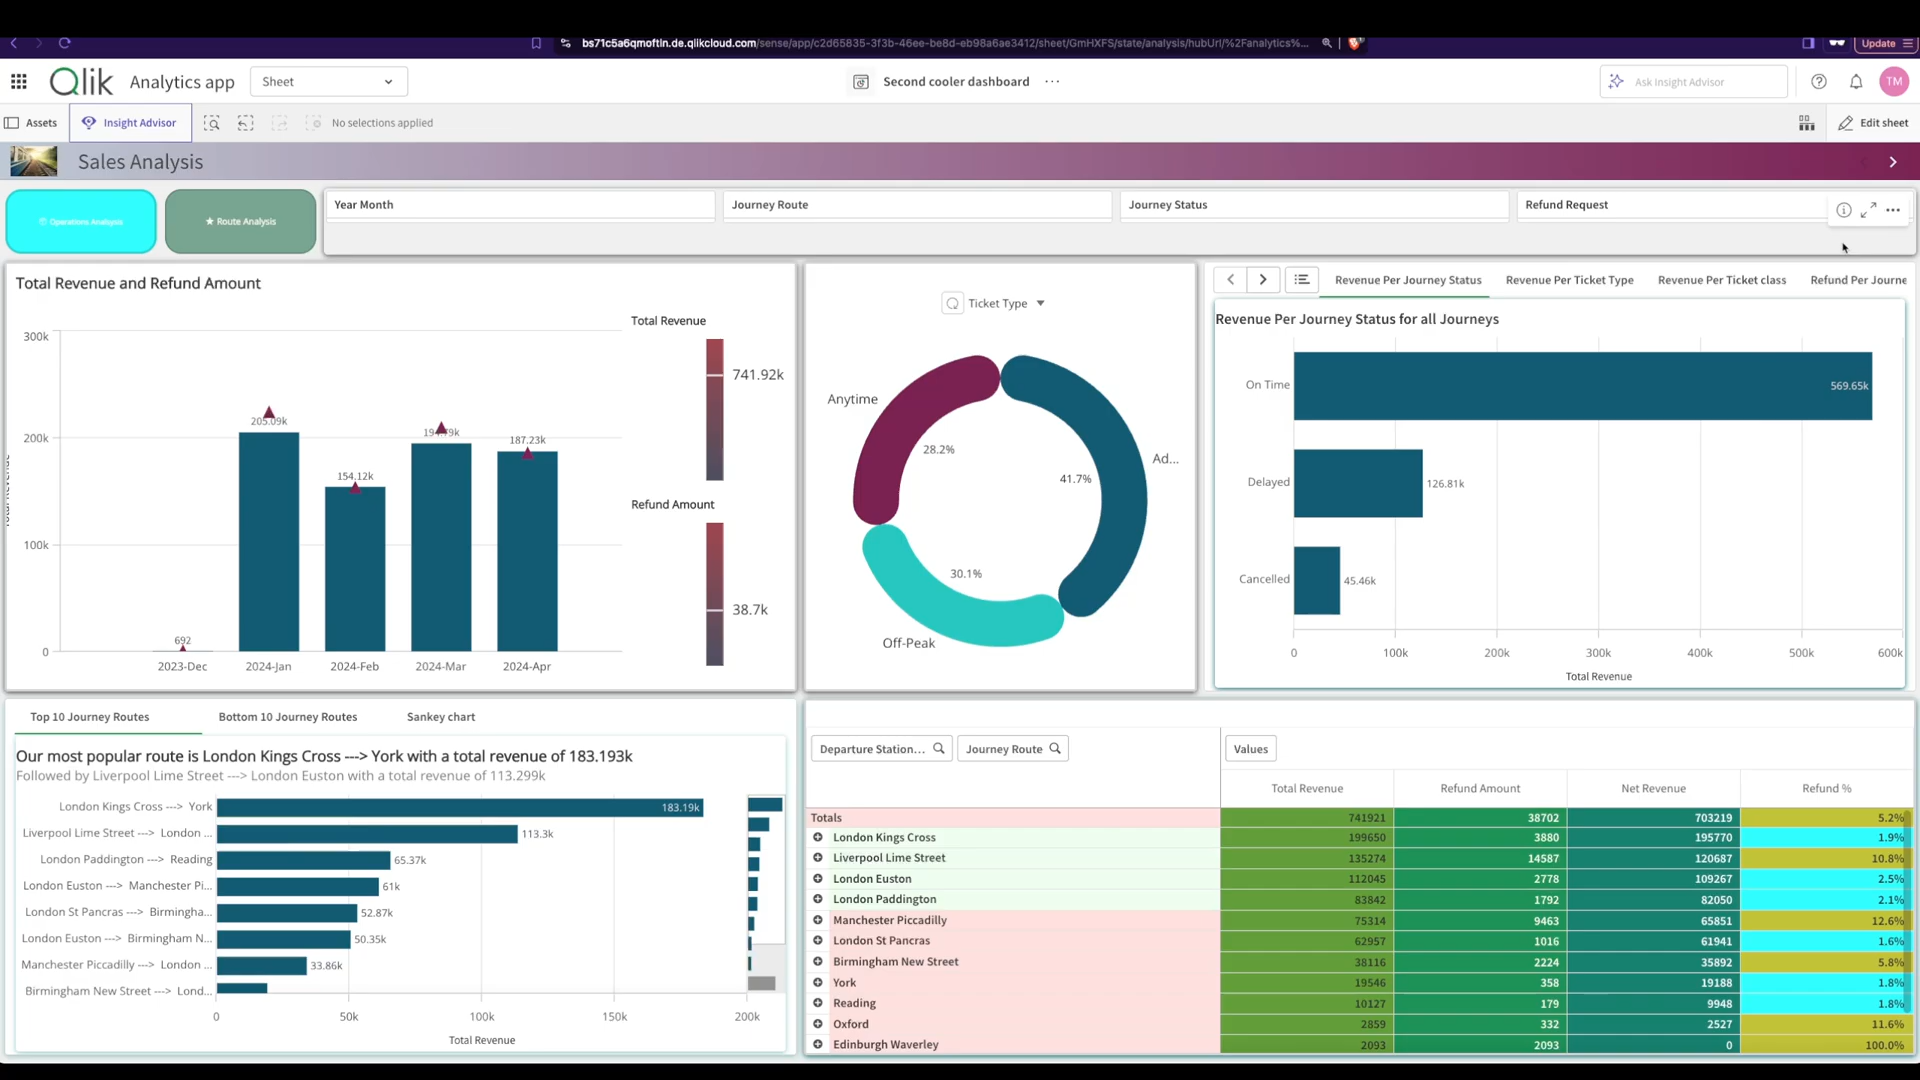 bs71c5a6qmoftln.de.qlikcloud.com/sense/app/c2d65835-3f3b-46ee-be8d-eb98a6ae3412/sheet/GmHXFS/state/analysis/hubUrl/%2Fanalytics%...
Update
Qlik
Analytics app
Sheet
Second cooler dashboard
...
Ask Insight Advisor
TM
Assets
Insight Advisor
No selections applied
Edit sheet
Sales Analysis
Operations Analysis
Route Analysis
Year Month
Journey Route
Journey Status
Refund Request
Total Revenue and Refund Amount
300k
200k
100k
0
692
205.09k
154.12k
187.23k
2023-Dec
2024-Jan
2024-Feb
2024-Mar
2024-Apr
Total Revenue
741.92k
Refund Amount
38.7k
Ticket Type
Anytime
28.2%
Ad...
41.7%
30.1%
Off-Peak
Revenue Per Journey Status
Revenue Per Ticket Type
Revenue Per Ticket class
Refund Per Journe
Revenue Per Journey Status for all Journeys
On Time
569.65k
Delayed
126.81k
Cancelled
45.46k
0
100k
200k
300k
400k
500k
600k
Total Revenue
Top 10 Journey Routes
Bottom 10 Journey Routes
Sankey chart
Our most popular route is London Kings Cross ---> York with a total revenue of 183.193k
Followed by Liverpool Lime Street ---> London Euston with a total revenue of 113.299k
London Kings Cross ---> York
183.19k
Liverpool Lime Street ---> London ...
113.3k
London Paddington ---> Reading
65.37k
London Euston ---> Manchester Pi...
61k
London St Pancras ---> Birmingha...
52.87k
London Euston ---> Birmingham N...
50.35k
Manchester Piccadilly ---> London ...
33.86k
Birmingham New Street ---> Lond...
0
50k
100k
150k
200k
Total Revenue
Departure Station...
Journey Route
Values
Total Revenue
Refund Amount
Net Revenue
Refund %
Totals 741921 38702 703219 5.2%
London Kings Cross 199650 3880 195770 1.9%
Liverpool Lime Street 135274 14587 120687 10.8%
London Euston 112045 2778 109267 2.5%
London Paddington 83842 1792 82050 2.1%
Manchester Piccadilly 75314 9463 65851 12.6%
London St Pancras 62957 1016 61941 1.6%
Birmingham New Street 38116 2224 35892 5.8%
York 19546 358 19188 1.8%
Reading 10127 179 9948 1.8%
Oxford 2859 332 2527 11.6%
Edinburgh Waverley 2093 2093 0 100.0%